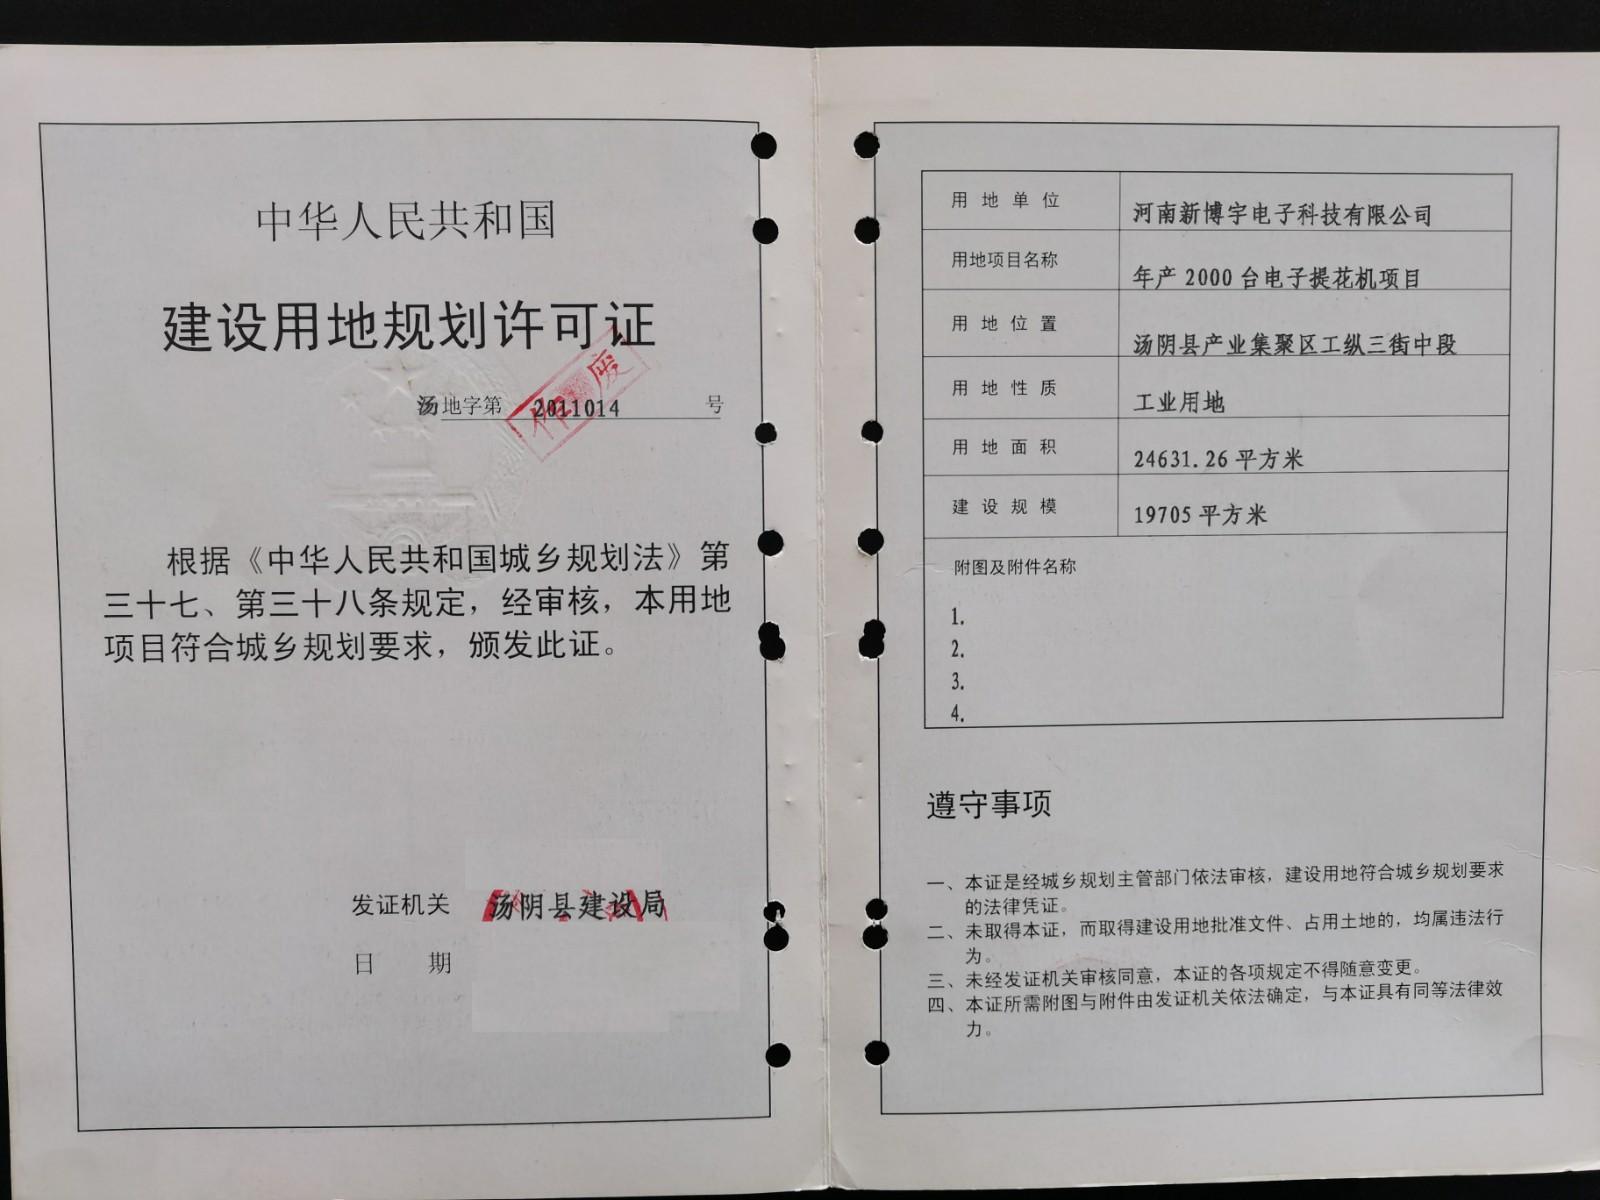 中华人民共和国
建设用地规划许可证
汤地字第 2011014 号
作废
根据《中华人民共和国城乡规划法》第
三十七、第三十八条规定，经审核，本用地
项目符合城乡规划要求，颁发此证。
发证机关 汤阴县建设局
日 期
用地单位 河南新博宇电子科技有限公司
用地项目名称 年产2000台电子提花机项目
用地位置 汤阴县产业集聚区工纵三街中段
用地性质 工业用地
用地面积 24631.26平方米
建设规模 19705平方米
附图及附件名称
1.
2.
3.
4.
遵守事项
一、本证是经城乡规划主管部门依法审核，建设用地符合城乡规划要求
的法律凭证。
二、未取得本证，而取得建设用地批准文件、占用土地的，均属违法行
为。
三、未经发证机关审核同意，本证的各项规定不得随意变更。
四、本证所需附图与附件由发证机关依法确定，与本证具有同等法律效
力。